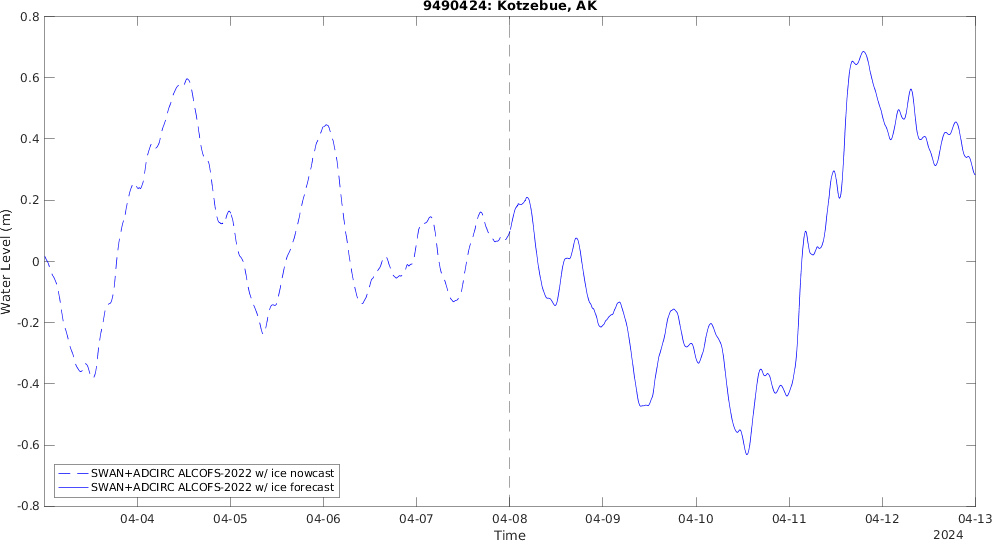 9490424: Kotzebue, AK
0.8
0.6
0.4
0.2
0
-0.2
-0.4
-0.6
-0.8
Water Level (m)
SWAN+ADCIRC ALCOFS-2022 w/ ice nowcast
SWAN+ADCIRC ALCOFS-2022 w/ ice forecast
04-04 04-05 04-06 04-07 04-08 04-09 04-10 04-11 04-12 04-13
Time
2024